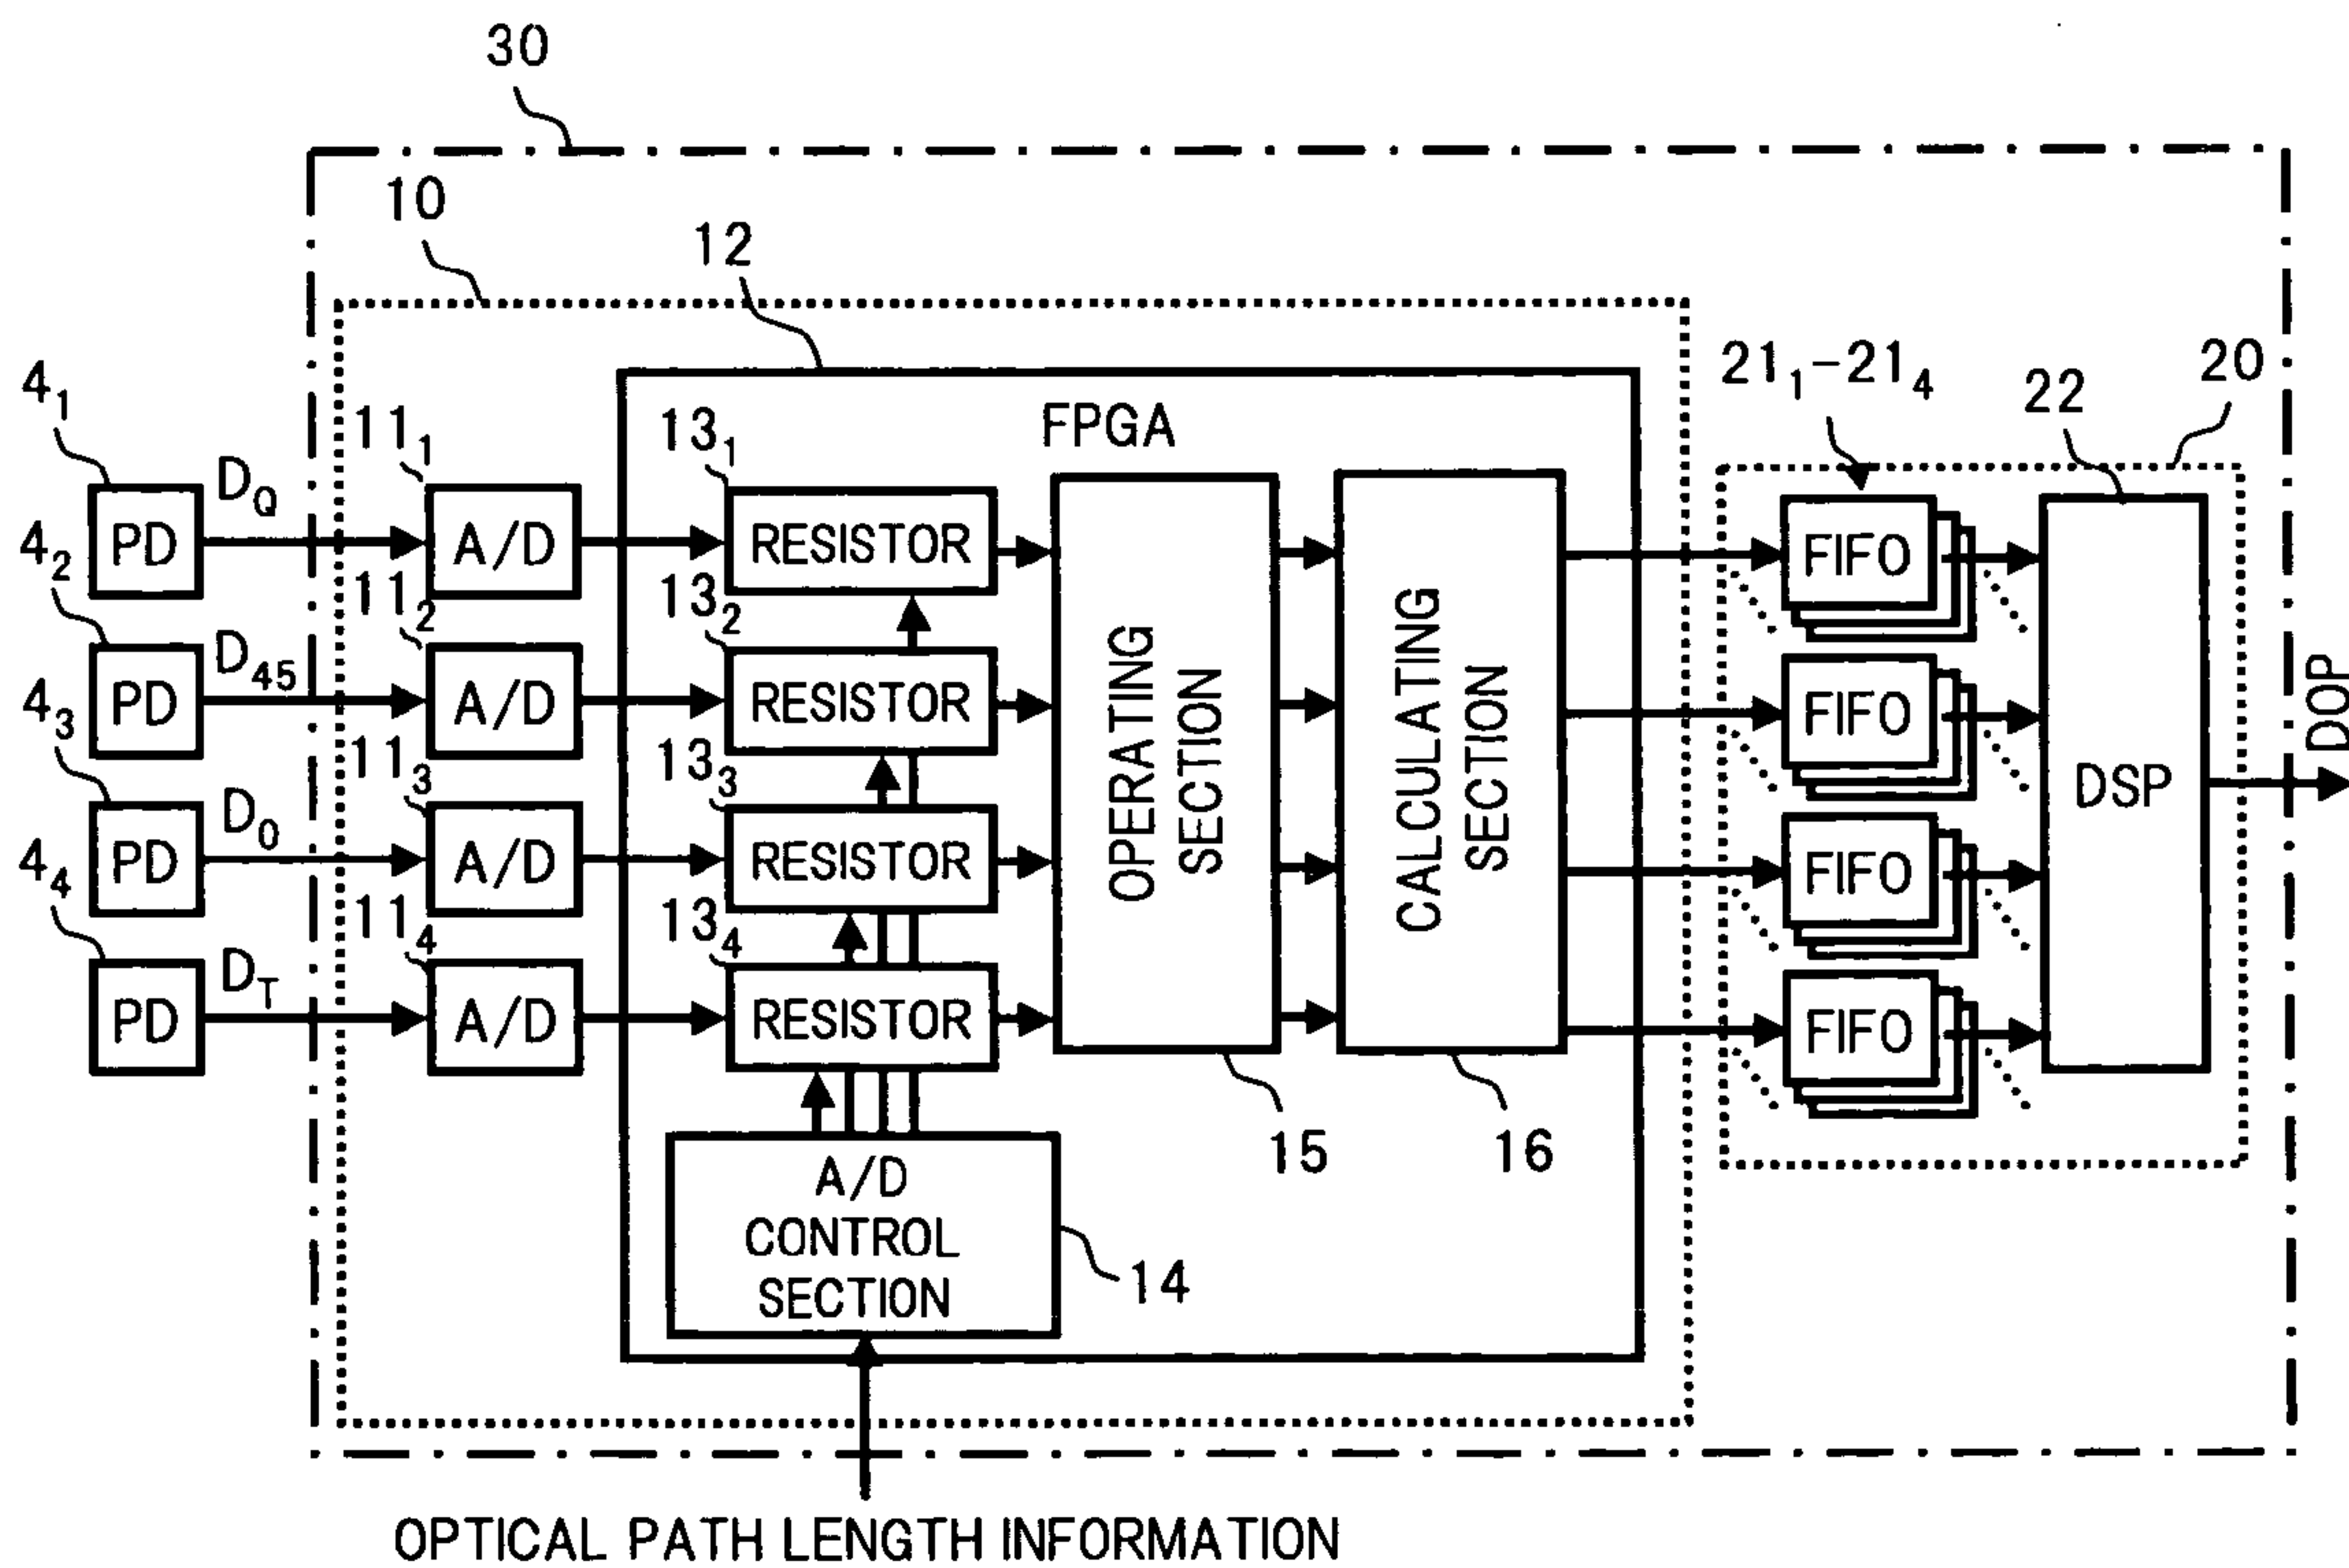 30
10
12
FPGA
4₁
4₂
4₃
4₄
PD
PD
PD
PD
D_Q
D₄₅
D₀
D_T
11₁
11₂
11₃
11₄
A/D
A/D
A/D
A/D
13₁
13₂
13₃
13₄
RESISTOR
RESISTOR
RESISTOR
RESISTOR
OPERATING
SECTION
15
CALCULATING
SECTION
16
A/D
CONTROL
SECTION
14
21₁-21₄
22
20
FIFO
FIFO
FIFO
FIFO
DSP
DOP
OPTICAL PATH LENGTH INFORMATION